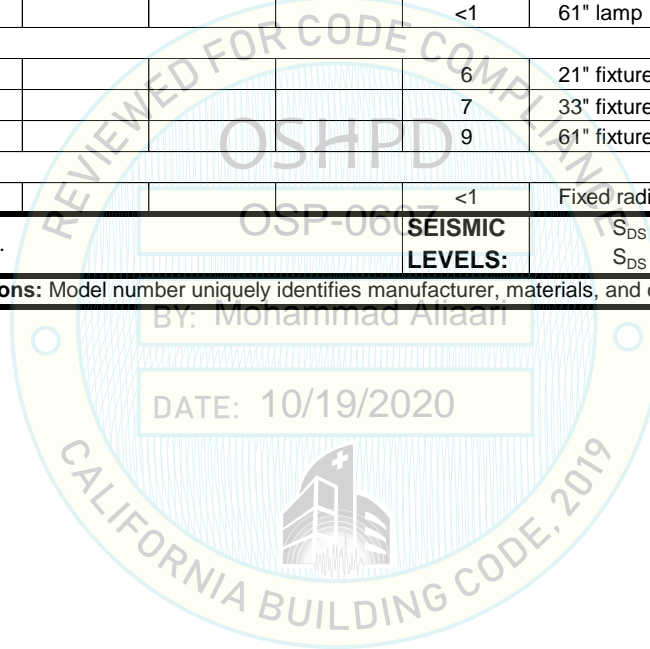 <1 61" lamp
6 21" fixture
7 33" fixture
9 61" fixture
<1 Fixed radi
. SEISMIC LEVELS: S_DS
S_DS
ons: Model number uniquely identifies manufacturer, materials, and c
REVIEWED FOR CODE COMPLIANCE
OSHPD
OSP-0607
BY: Mohammad Aliaari
DATE: 10/19/2020
CALIFORNIA BUILDING CODE, 2019